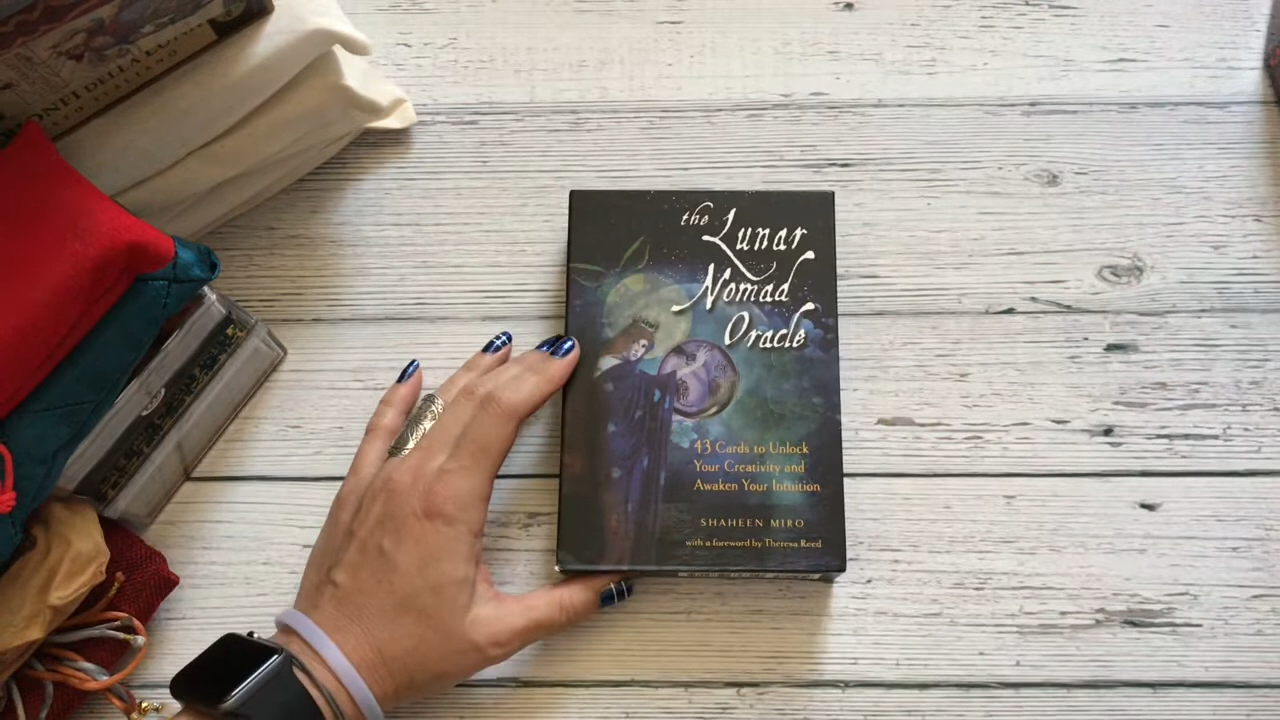 the Lunar
Nomad
Oracle
43 Cards to Unlock
Your Creativity and
Awaken Your Intuition
SHAHEEN MIRO
with a foreword by Theresa Reed